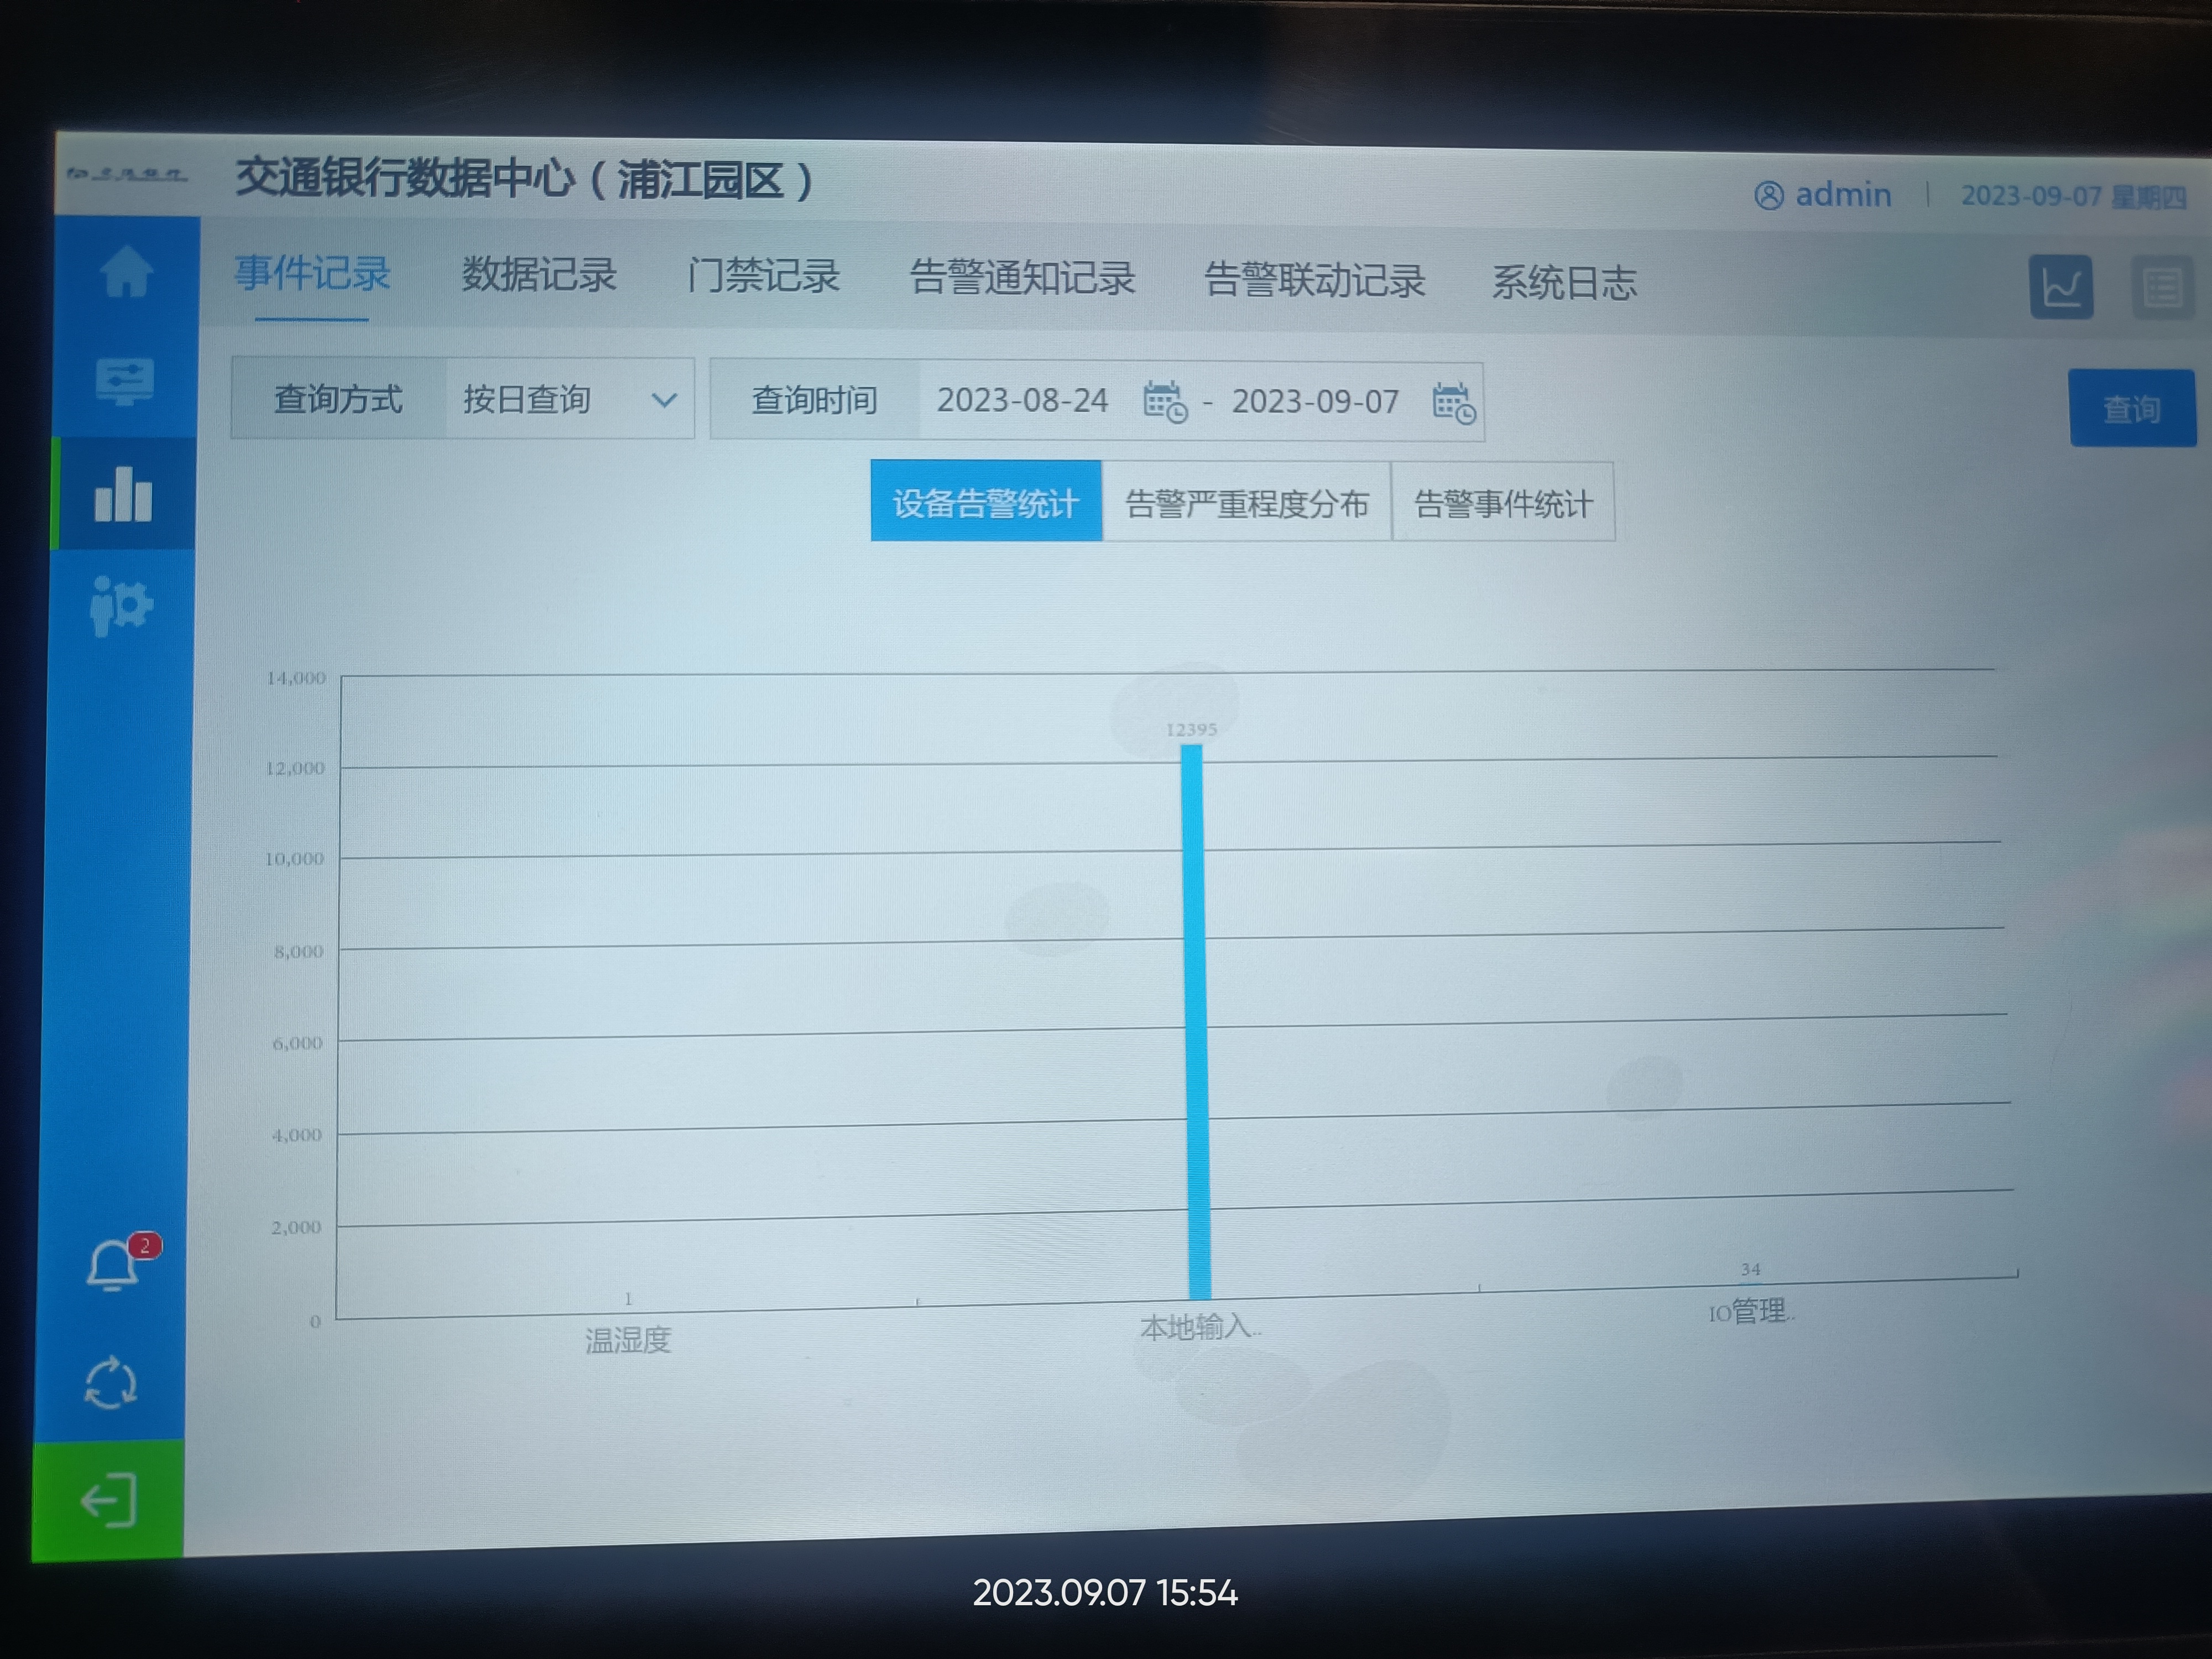 交通银行数据中心（浦江园区）
admin | 2023-09-07 星期四
事件记录 数据记录 门禁记录 告警通知记录 告警联动记录 系统日志
查询方式 按日查询 查询时间 2023-08-24 - 2023-09-07 查询
设备告警统计 告警严重程度分布 告警事件统计
14,000
12395
12,000
10,000
8,000
6,000
4,000
2,000
2
34
1
0
温湿度 本地输入.. IO管理..
2023.09.07 15:54